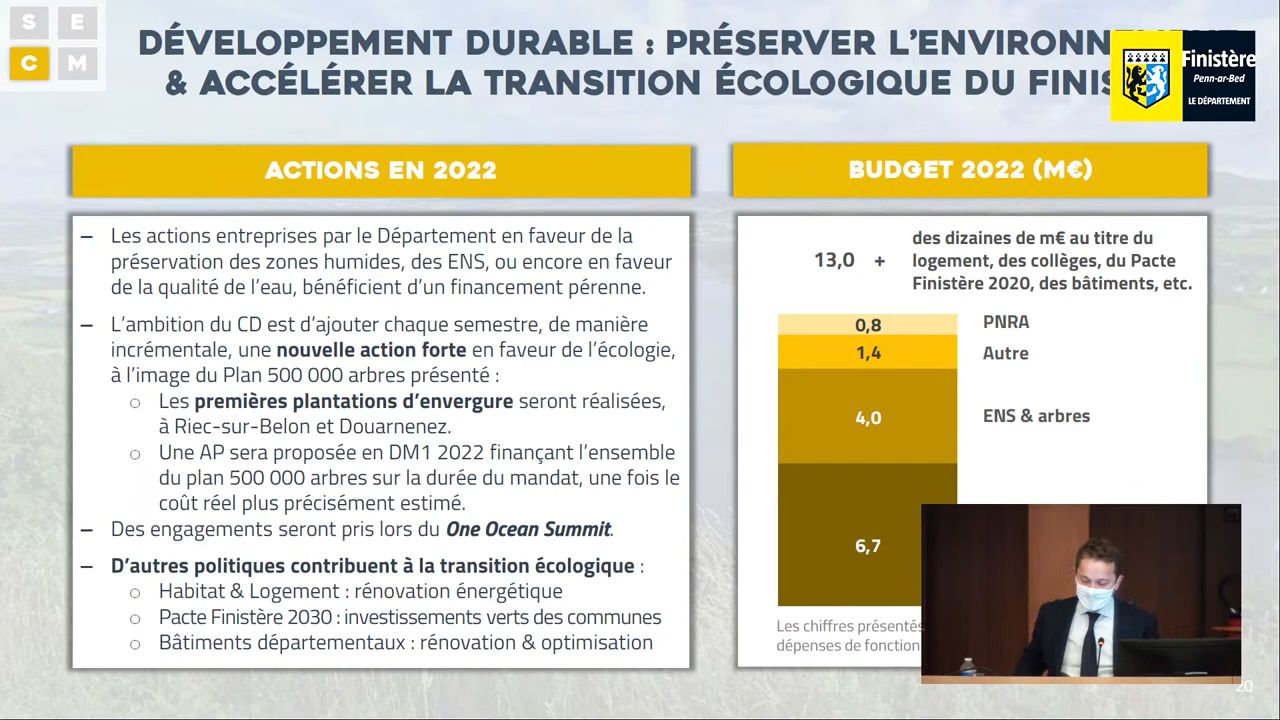 S E
C M
DÉVELOPPEMENT DURABLE : PRÉSERVER L'ENVIRONN
& ACCÉLÉRER LA TRANSITION ÉCOLOGIQUE DU FINIS
Finistère
Penn-ar-Bed
LE DÉPARTEMENT
ACTIONS EN 2022
– Les actions entreprises par le Département en faveur de la
préservation des zones humides, des ENS, ou encore en faveur
de la qualité de l'eau, bénéficient d'un financement pérenne.
– L'ambition du CD est d'ajouter chaque semestre, de manière
incrémentale, une nouvelle action forte en faveur de l'écologie,
à l'image du Plan 500 000 arbres présenté :
○ Les premières plantations d'envergure seront réalisées,
à Riec-sur-Belon et Douarnenez.
○ Une AP sera proposée en DM1 2022 finançant l'ensemble
du plan 500 000 arbres sur la durée du mandat, une fois le
coût réel plus précisément estimé.
– Des engagements seront pris lors du One Ocean Summit.
– D'autres politiques contribuent à la transition écologique :
○ Habitat & Logement : rénovation énergétique
○ Pacte Finistère 2030 : investissements verts des communes
○ Bâtiments départementaux : rénovation & optimisation
BUDGET 2022 (M€)
13,0 +
des dizaines de m€ au titre du
logement, des collèges, du Pacte
Finistère 2020, des bâtiments, etc.
0,8 PNRA
1,4 Autre
4,0 ENS & arbres
6,7
Les chiffres présentés
dépenses de fonction
20